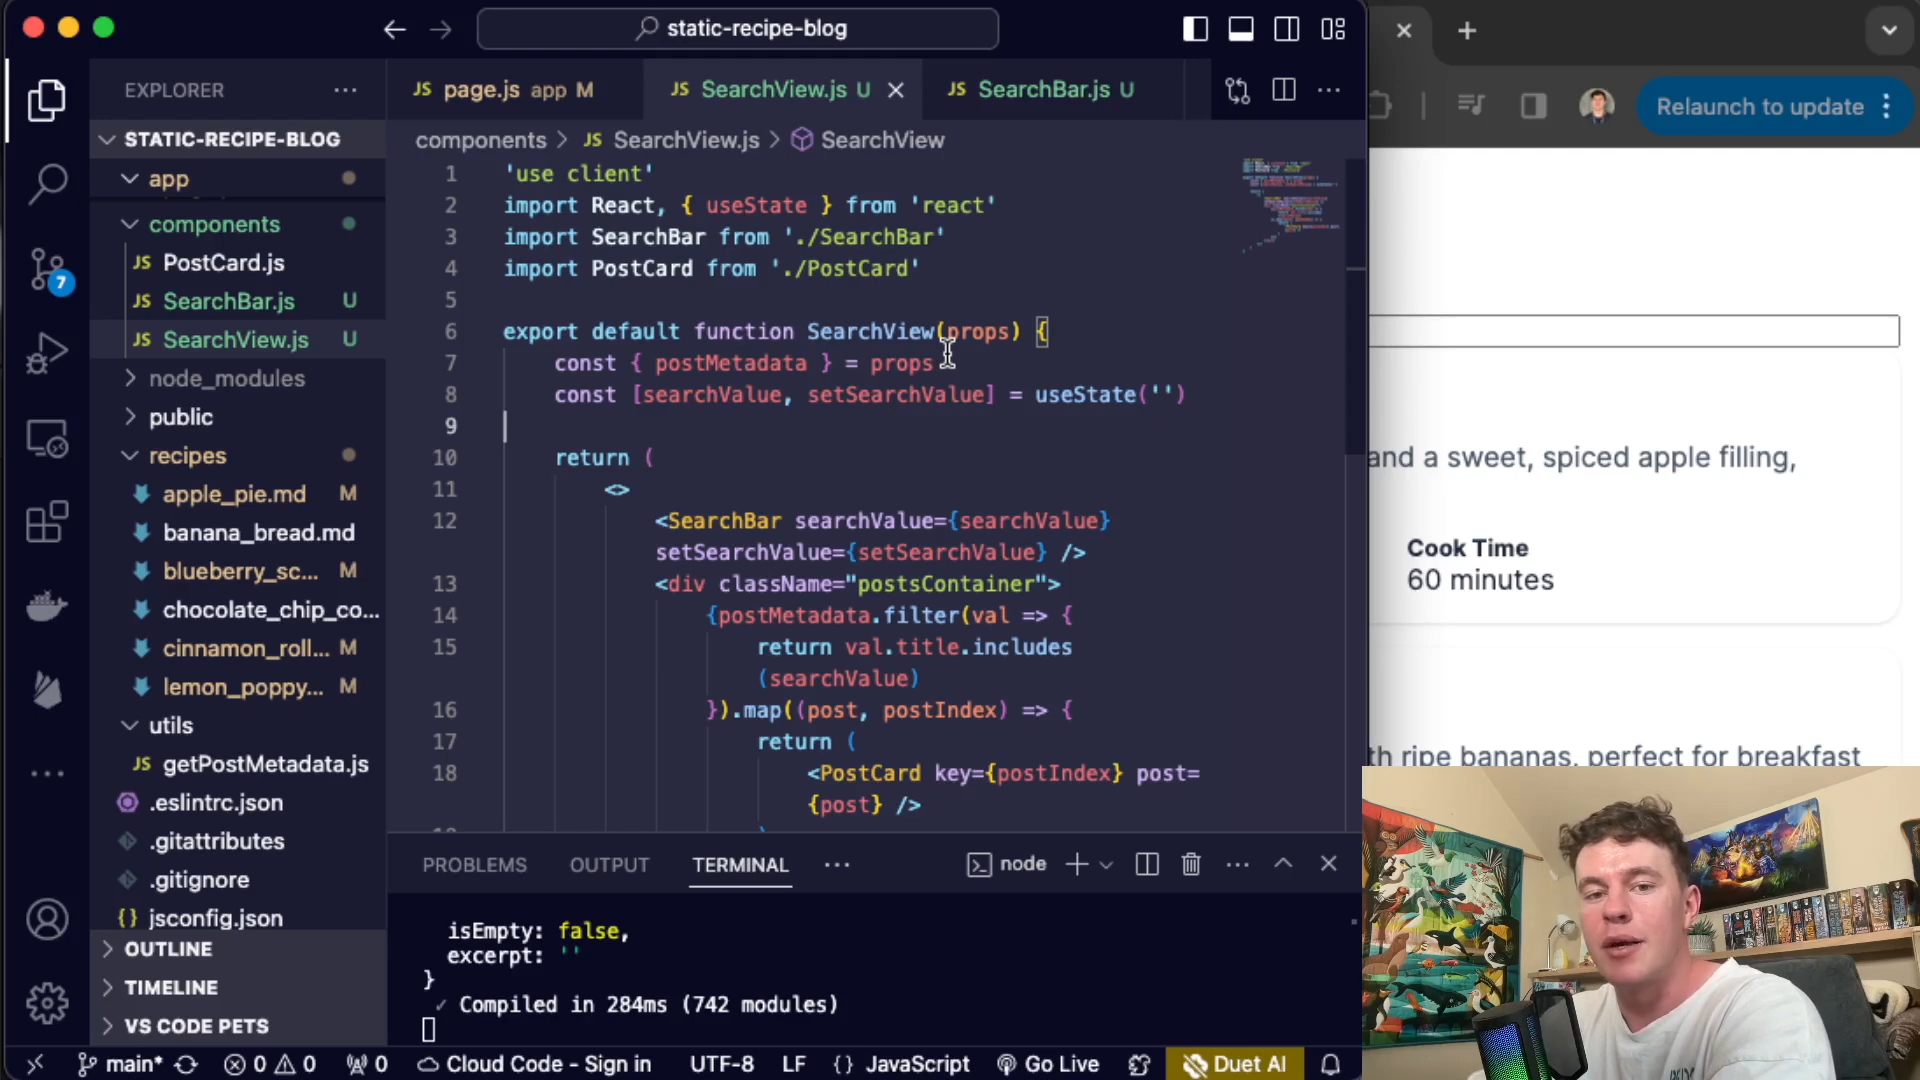 static-recipe-blog
EXPLORER
STATIC-RECIPE-BLOG
app
components
JS PostCard.js
JS SearchBar.js U
JS SearchView.js U
node_modules
public
recipes
apple_pie.md M
banana_bread.md
blueberry_sc... M
chocolate_chip_co...
cinnamon_roll... M
lemon_poppy... M
utils
JS getPostMetadata.js
.eslintrc.json
.gitattributes
.gitignore
{} jsconfig.json
OUTLINE
TIMELINE
VS CODE PETS
7
JS page.js app M
JS SearchView.js U
JS SearchBar.js U
components > JS SearchView.js > SearchView
1 'use client'
2 import React, { useState } from 'react'
3 import SearchBar from './SearchBar'
4 import PostCard from './PostCard'
5
6 export default function SearchView(props) {
7 const { postMetadata } = props
8 const [searchValue, setSearchValue] = useState('')
9
10 return (
11 <>
12 <SearchBar searchValue={searchValue}
setSearchValue={setSearchValue} />
13 <div className="postsContainer">
14 {postMetadata.filter(val => {
15 return val.title.includes
(searchValue)
16 }).map((post, postIndex) => {
17 return (
18 <PostCard key={postIndex} post=
{post} />
PROBLEMS OUTPUT TERMINAL ... node
isEmpty: false,
excerpt: ''
}
✓ Compiled in 284ms (742 modules)
main* 0 0 0 Cloud Code - Sign in UTF-8 LF {} JavaScript Go Live Duet AI
Relaunch to update
and a sweet, spiced apple filling,
Cook Time
60 minutes
th ripe bananas, perfect for breakfast